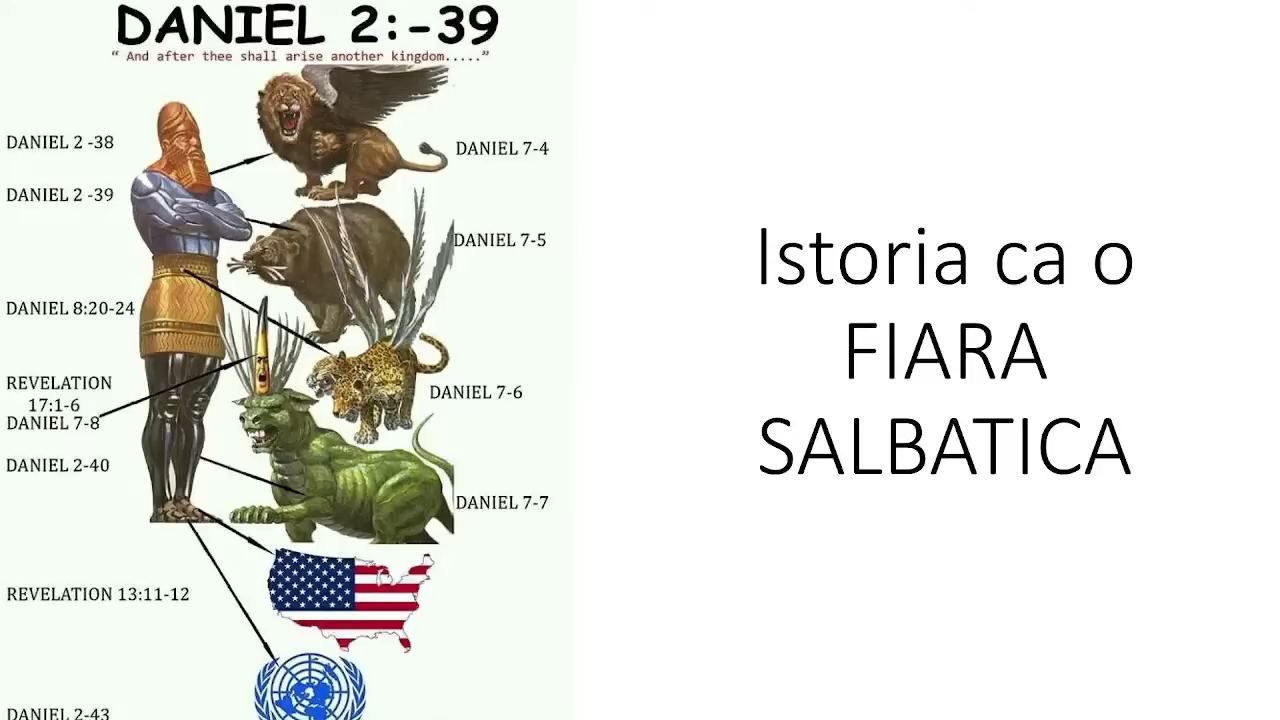 DANIEL 2:-39
“ And after thee shall arise another kingdom.....”
DANIEL 2 -38
DANIEL 7-4
DANIEL 2 -39
DANIEL 7-5
DANIEL 8:20-24
REVELATION
17:1-6
DANIEL 7-6
DANIEL 7-8
DANIEL 2-40
DANIEL 7-7
REVELATION 13:11-12
DANIEL 2-43
Istoria ca o
FIARA
SALBATICA